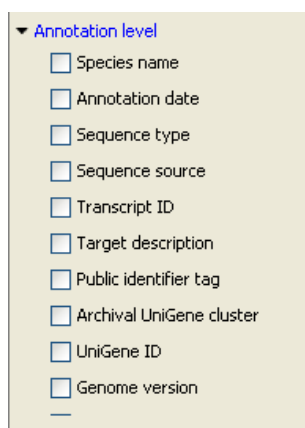 Annotation level
Species name
Annotation date
Sequence type
Sequence source
Transcript ID
Target description
Public identifier tag
Archival UniGene cluster
UniGene ID
Genome version